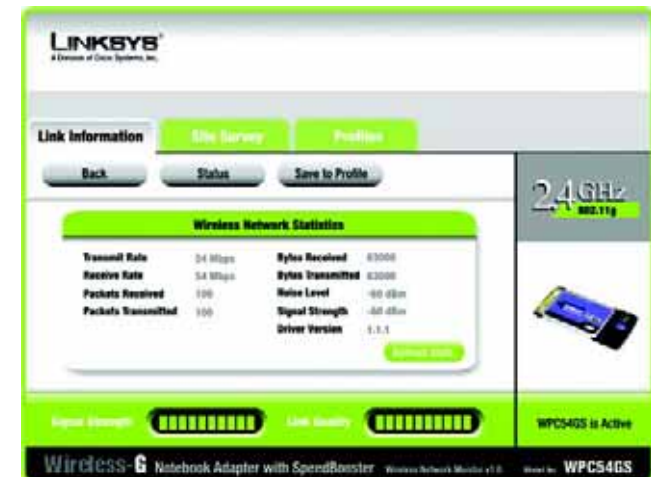 LINKSYS®
A Division of Cisco Systems, Inc.
Link Information Site Survey Profiles
Back Status Save to Profile
2.4GHz
802.11g
Wireless Network Statistics
Transmit Rate 54 Mbps Bytes Received 63000
Receive Rate 54 Mbps Bytes Transmitted 63000
Packets Received 100 Noise Level -60 dBm
Packets Transmitted 100 Signal Strength -60 dBm
Driver Version 1.1.1
Signal Strength Link Quality WPC54GS is Active
Wireless-G Notebook Adapter with SpeedBooster Wireless Network Monitor v1.0 Model No. WPC54GS